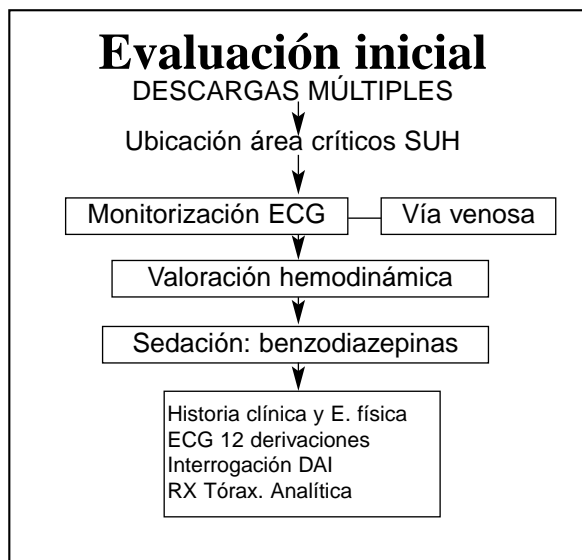 Evaluación inicial
DESCARGAS MÚLTIPLES
Ubicación área críticos SUH
Monitorización ECG
Vía venosa
Valoración hemodinámica
Sedación: benzodiazepinas
Historia clínica y E. física
ECG 12 derivaciones
Interrogación DAI
RX Tórax. Analítica